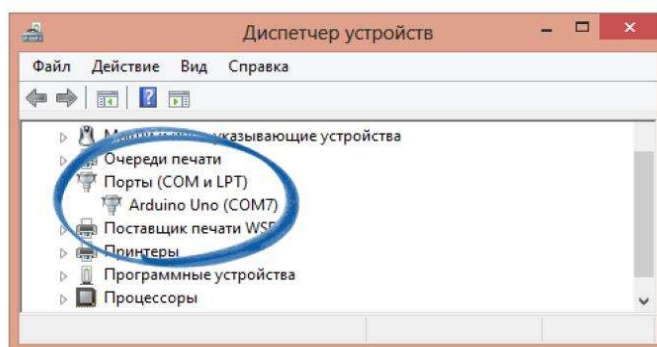 Диспетчер устройств
Файл Действие Вид Справка
указывающие устройства
Очереди печати
Порты (COM и LPT)
Arduino Uno (COM7)
Поставщик печати
Принтеры
Программные устройства
Процессоры